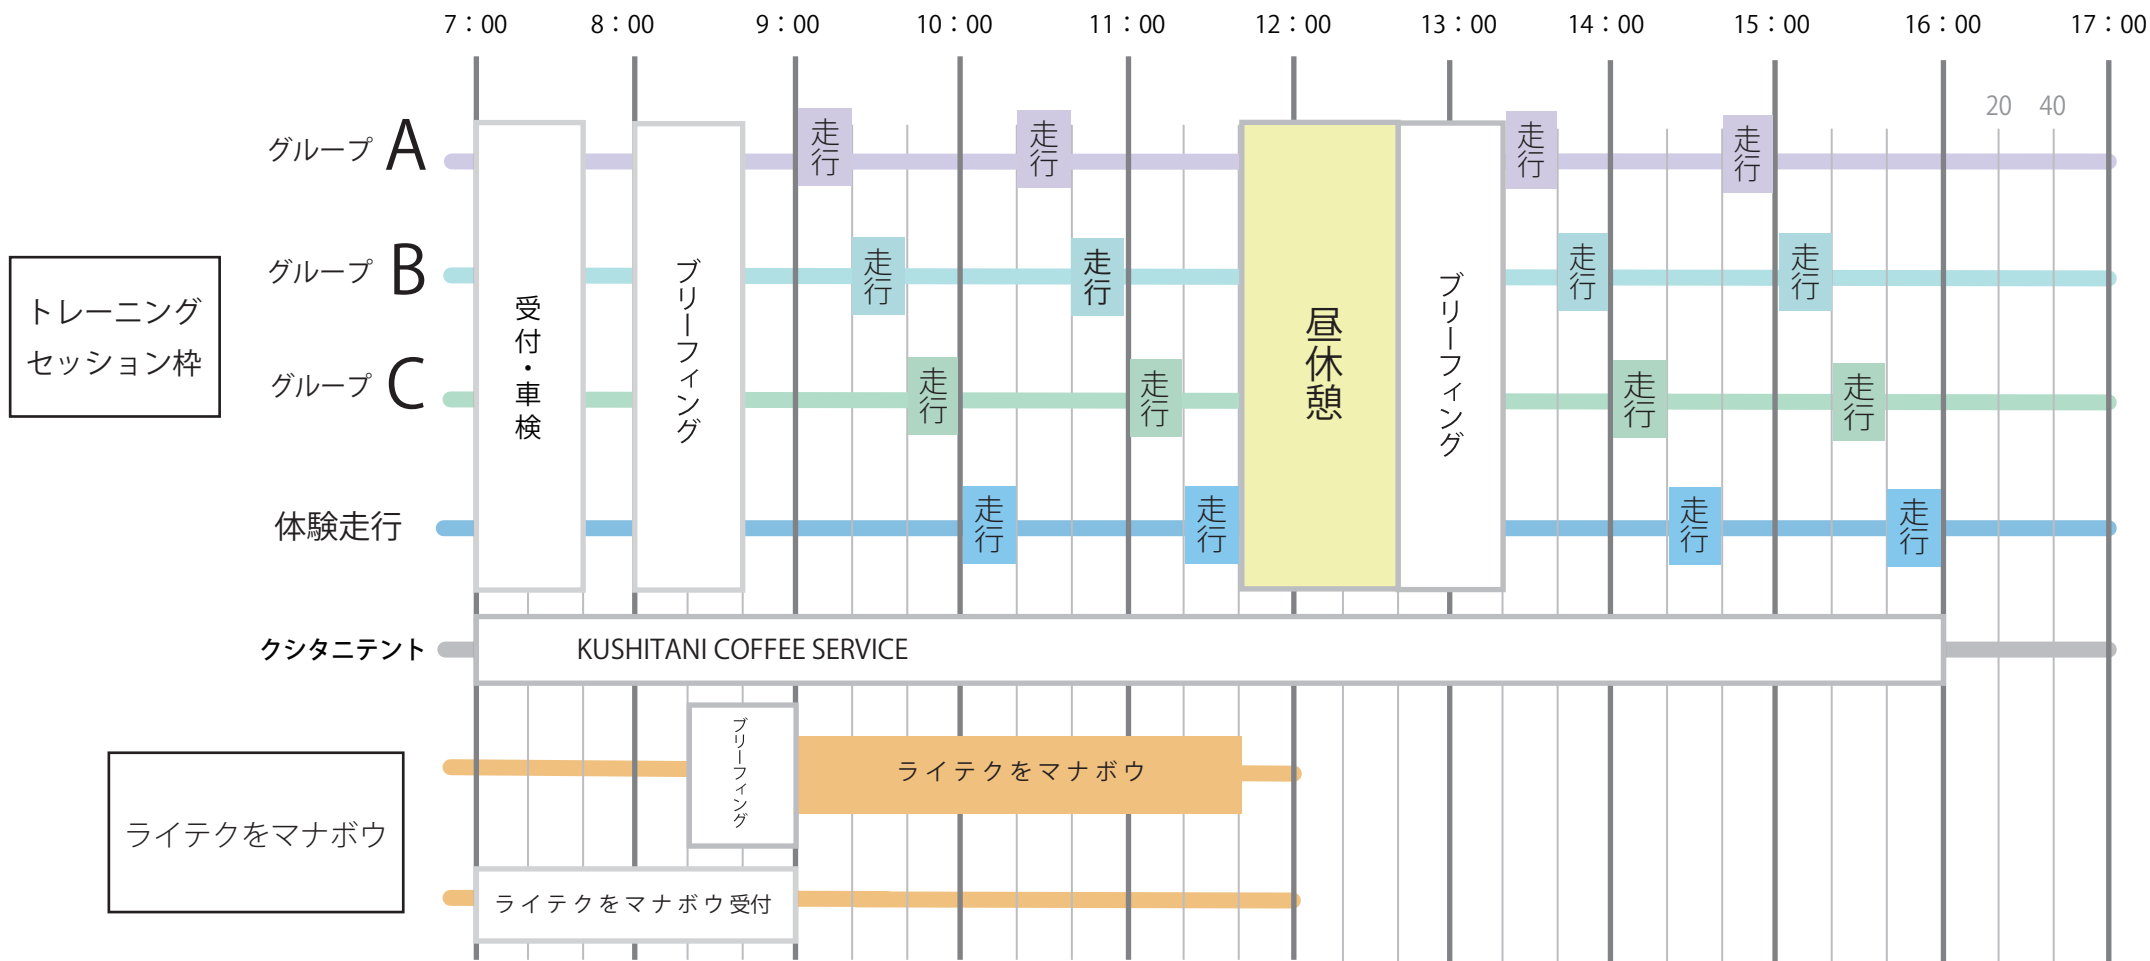 7：00 8：00 9：00 10：00 11：00 12：00 13：00 14：00 15：00 16：00 17：00
20 40
トレーニング
セッション枠
グループ A
走行 走行 走行 走行
グループ B
走行 走行 走行 走行
グループ C
走行 走行 走行 走行
体験走行
走行 走行 走行 走行
受付・車検
ブリーフィング
昼休憩
ブリーフィング
クシタニテント
KUSHITANI COFFEE SERVICE
ライテクをマナボウ
ブリーフィング
ライテクをマナボウ
ライテクをマナボウ受付